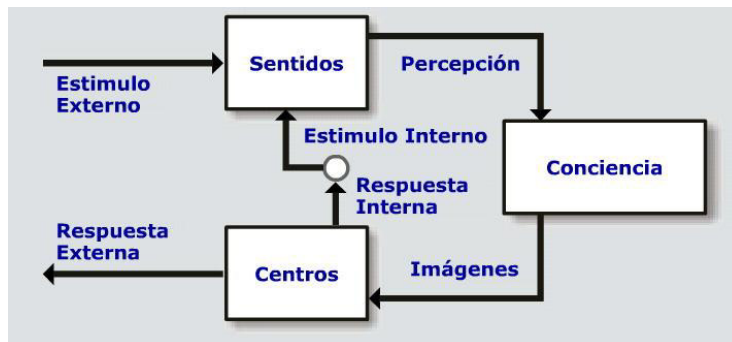 Sentidos
Percepción
Estimulo
Externo
Estimulo Interno
Conciencia
Respuesta
Interna
Respuesta
Externa
Centros
Imágenes